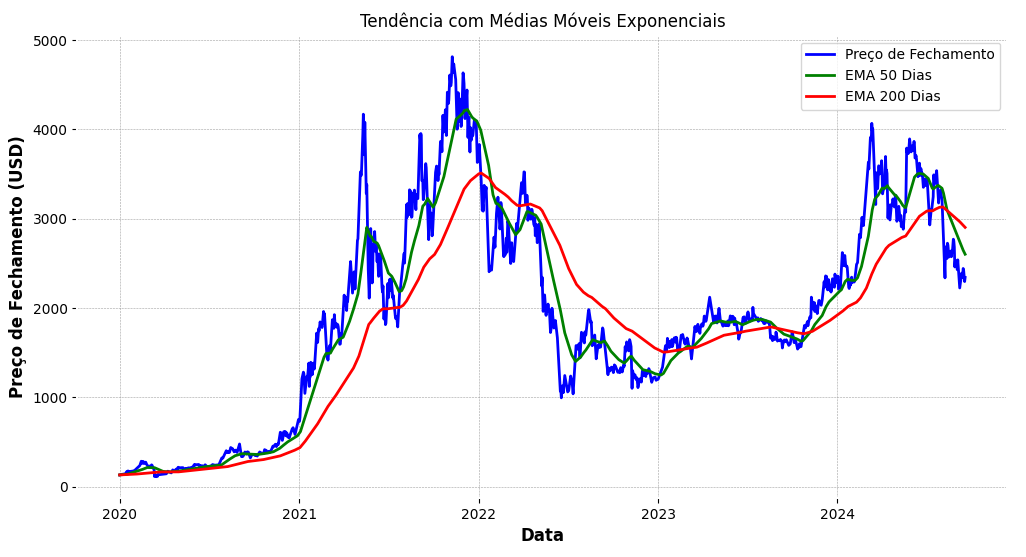 Tendência com Médias Móveis Exponenciais
Preço de Fechamento
EMA 50 Dias
EMA 200 Dias
Preço de Fechamento (USD)
5000
4000
3000
2000
1000
0
2020
2021
2022
2023
2024
Data